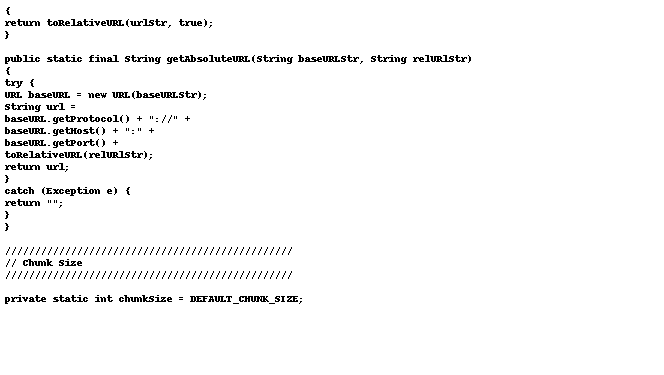 {
return toRelativeURL(urlStr, true);
}
public static final String getAbsoluteURL(String baseURLStr, String relURlStr)
{
try {
URL baseURL = new URL(baseURLStr);
String url =
baseURL.getProtocol() + "://" +
baseURL.getHost() + ":" +
baseURL.getPort() +
toRelativeURL(relURlStr);
return url;
}
catch (Exception e) {
return "";
}
}
////////////////////////////////////////////////
// Chunk Size
////////////////////////////////////////////////
private static int chunkSize = DEFAULT_CHUNK_SIZE;